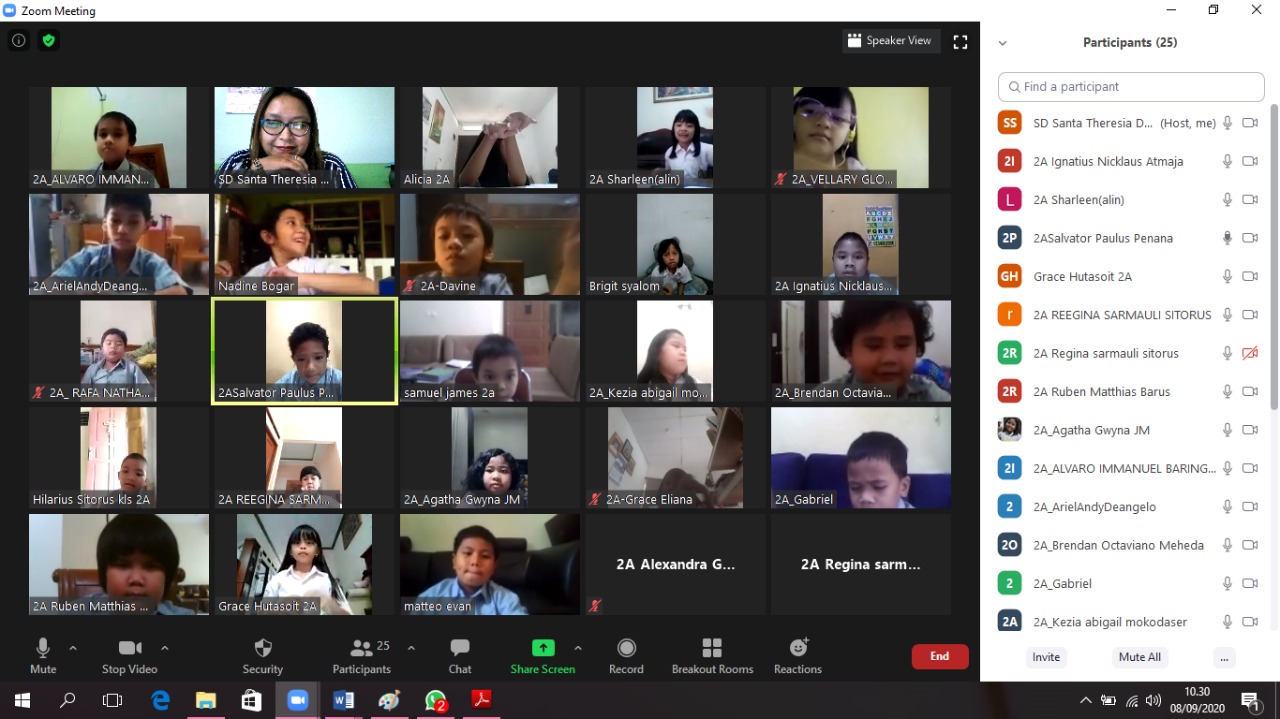 Zoom Meeting
Speaker View
2A_ALVARO IMMAN...
SD Santa Theresia ...
Alicia 2A
2A Sharleen(alin)
2A_VELLARY GLO...
2A_ArielAndyDeang...
Nadine Bogar
2A-Davine
Brigit syalom
2A Ignatius Nicklaus...
2A_ RAFA NATHA...
2ASalvator Paulus P...
samuel james 2a
2A_Kezia abigail mo...
2A_Brendan Octavia...
Hilarius Sitorus kls 2A
2A REEGINA SARM...
2A_Agatha Gwyna JM
2A-Grace Eliana
2A_Gabriel
2A Ruben Matthias ...
Grace Hutasoit 2A
matteo evan
2A Alexandra G...
2A Regina sarm...
Mute
Stop Video
Security
25
Participants
Chat
Share Screen
Record
Breakout Rooms
Reactions
End
Participants (25)
Find a participant
SS SD Santa Theresia D... (Host, me)
2I 2A Ignatius Nicklaus Atmaja
L 2A Sharleen(alin)
2P 2ASalvator Paulus Penana
GH Grace Hutasoit 2A
r 2A REEGINA SARMAULI SITORUS
2R 2A Regina sarmauli sitorus
2R 2A Ruben Matthias Barus
2A_Agatha Gwyna JM
2I 2A_ALVARO IMMANUEL BARING...
2 2A_ArielAndyDeangelo
2O 2A_Brendan Octaviano Meheda
2 2A_Gabriel
2A 2A_Kezia abigail mokodaser
Invite
Mute All
...
2
10.30
08/09/2020
1